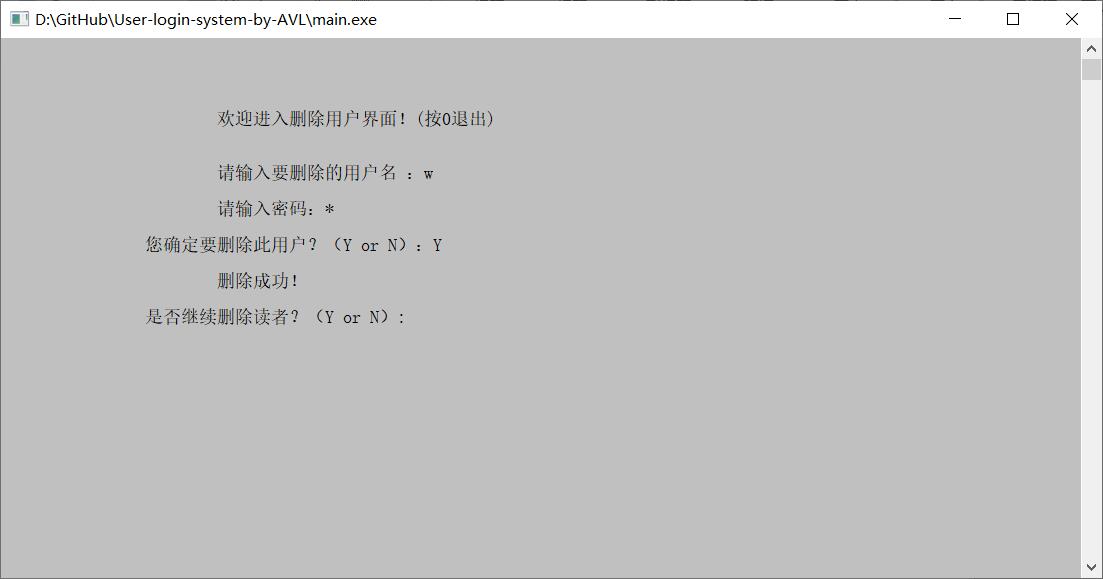 D:\GitHub\User-login-system-by-AVL\main.exe
欢迎进入删除用户界面！(按0退出)
请输入要删除的用户名 ：w
请输入密码：*
您确定要删除此用户？（Y or N）：Y
删除成功！
是否继续删除读者？（Y or N）: